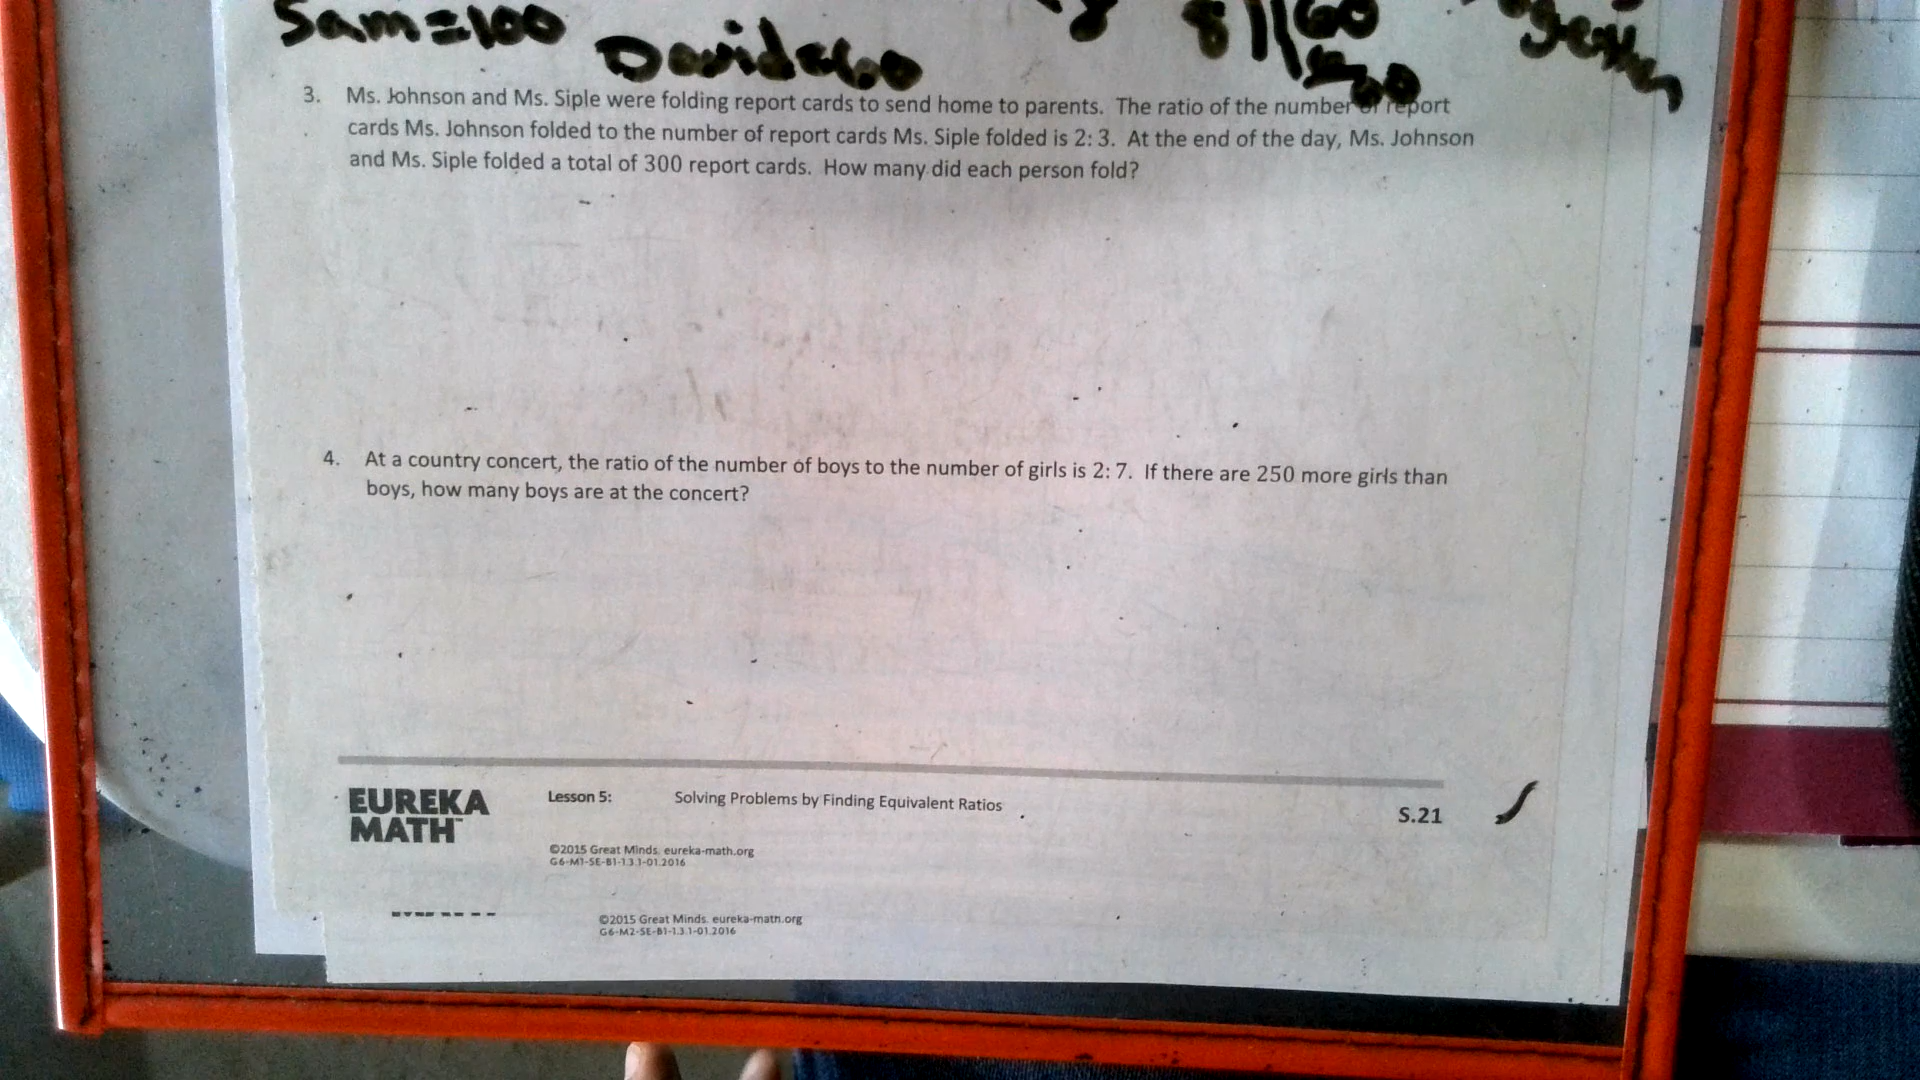 Sam=100
David=60
8 160
3. Ms. Johnson and Ms. Siple were folding report cards to send home to parents. The ratio of the number of report
cards Ms. Johnson folded to the number of report cards Ms. Siple folded is 2: 3. At the end of the day, Ms. Johnson
and Ms. Siple folded a total of 300 report cards. How many did each person fold?
4. At a country concert, the ratio of the number of boys to the number of girls is 2: 7. If there are 250 more girls than
boys, how many boys are at the concert?
EUREKA
MATH™
Lesson 5: Solving Problems by Finding Equivalent Ratios
S.21
©2015 Great Minds. eureka-math.org
G6-M1-SE-B1-1.3.1-01.2016
©2015 Great Minds. eureka-math.org
G6-M2-SE-B1-1.3.1-01.2016